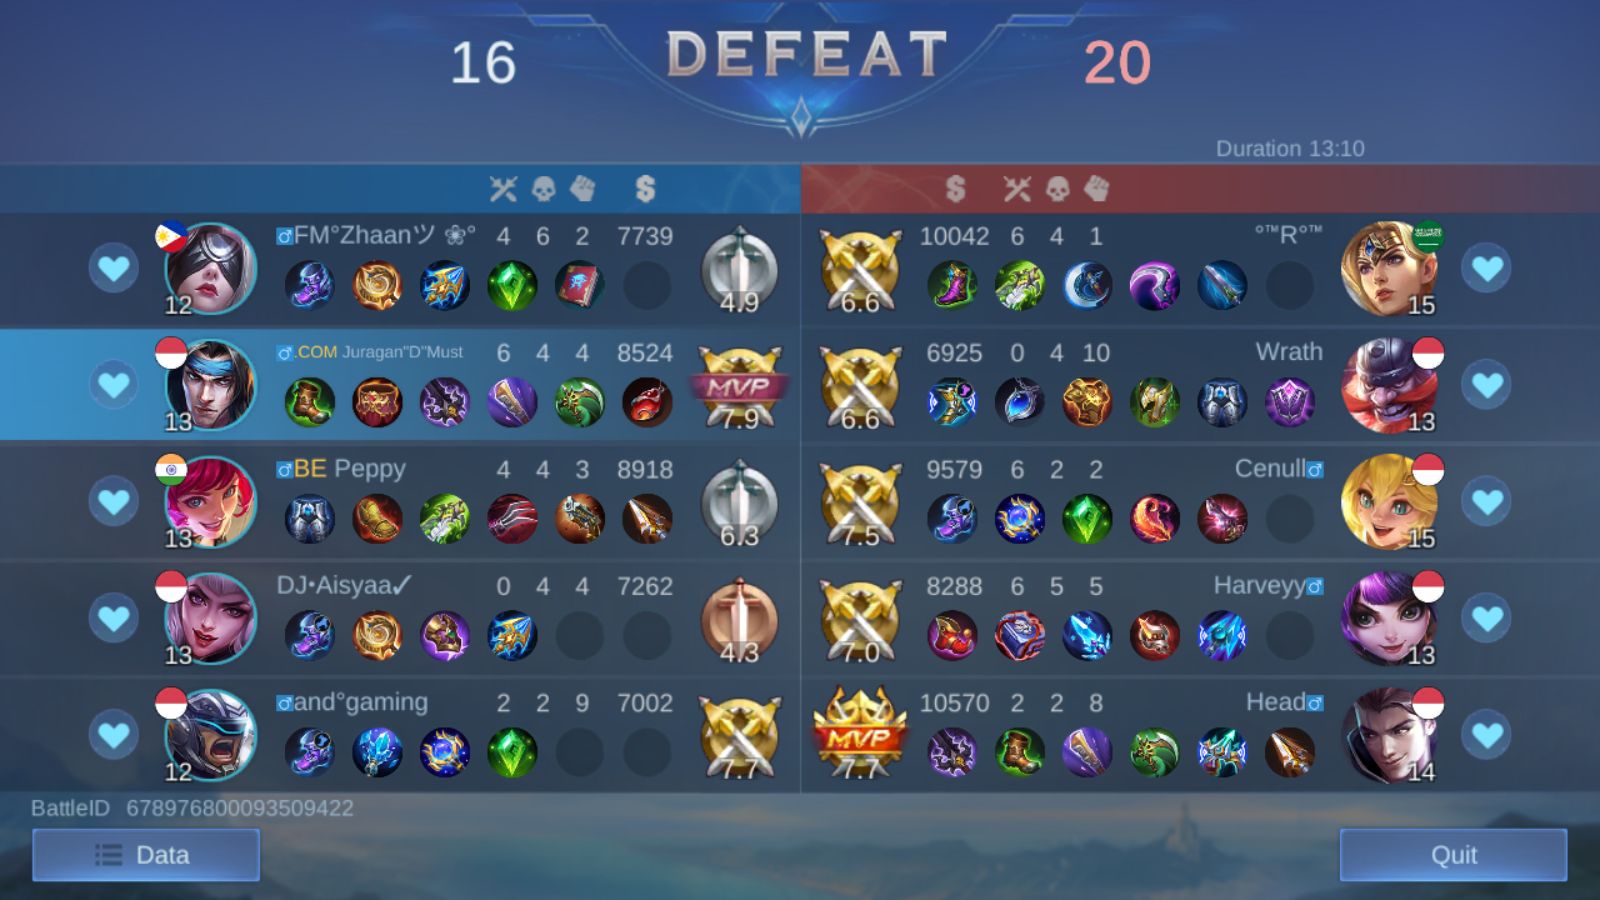 16 DEFEAT 20
Duration 13:10
FM°Zhaanツ ❀° 4 6 2 7739
12 4.9
10042 6 4 1 °™R°™
6.6 15
.COM Juragan"D"Must 6 4 4 8524
13 MVP 7.9
6925 0 4 10 Wrath
6.6 13
BE Peppy 4 4 3 8918
13 6.3
9579 6 2 2 Cenull
7.5 15
DJ•Aisyaa✓ 0 4 4 7262
13 4.3
8288 6 5 5 Harveyy
7.0 13
and°gaming 2 2 9 7002
12 7.7
10570 2 2 8 Head
MVP 7.7 14
BattleID 678976800093509422
Data
Quit